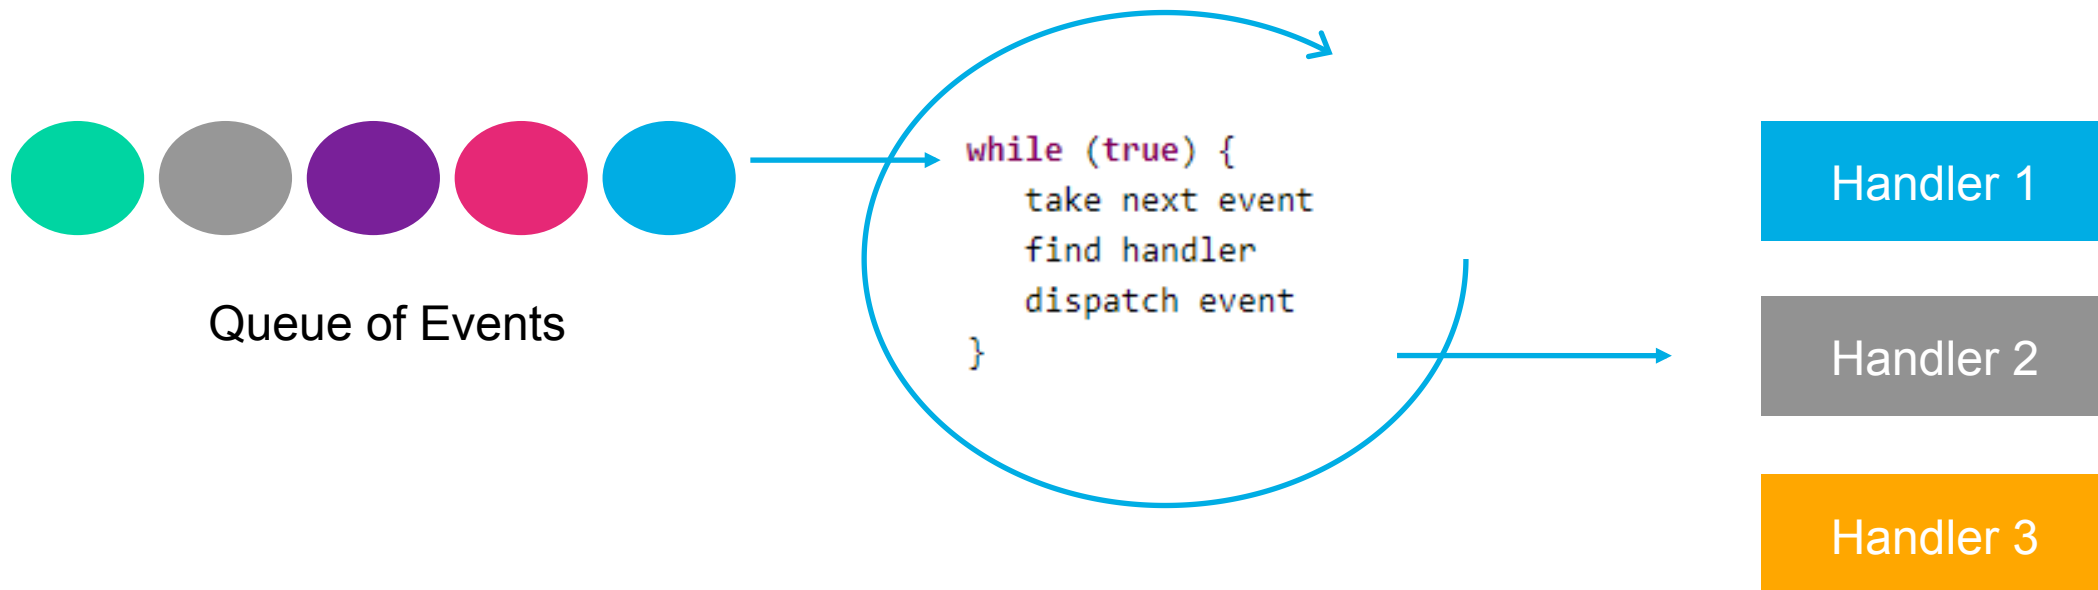 Queue of Events
while (true) {
take next event
find handler
dispatch event
}
Handler 1
Handler 2
Handler 3